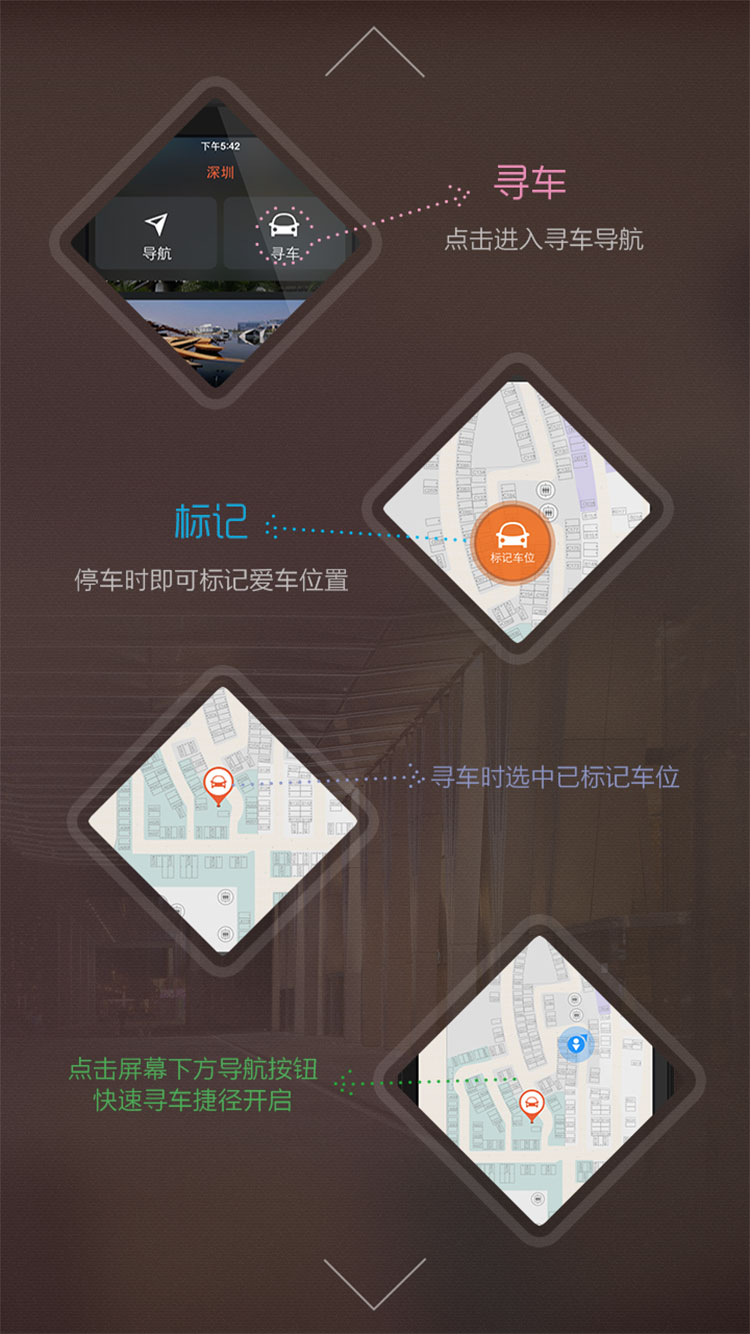 下午5:42
深圳
导航
寻车
寻车
点击进入寻车导航
标记
停车时即可标记爱车位置
标记车位
寻车时选中已标记车位
点击屏幕下方导航按钮
快速寻车捷径开启